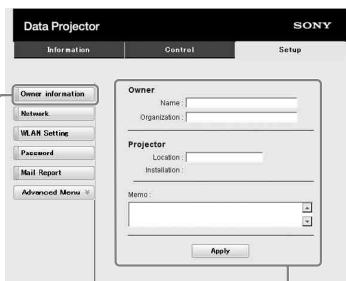 Data Projector SONY
Information Control Setup
Owner information
Network
WLAN Setting
Password
Mail Report
Advanced Menu
Owner
Name :
Organization :
Projector
Location :
Installation :
Memo :
Apply